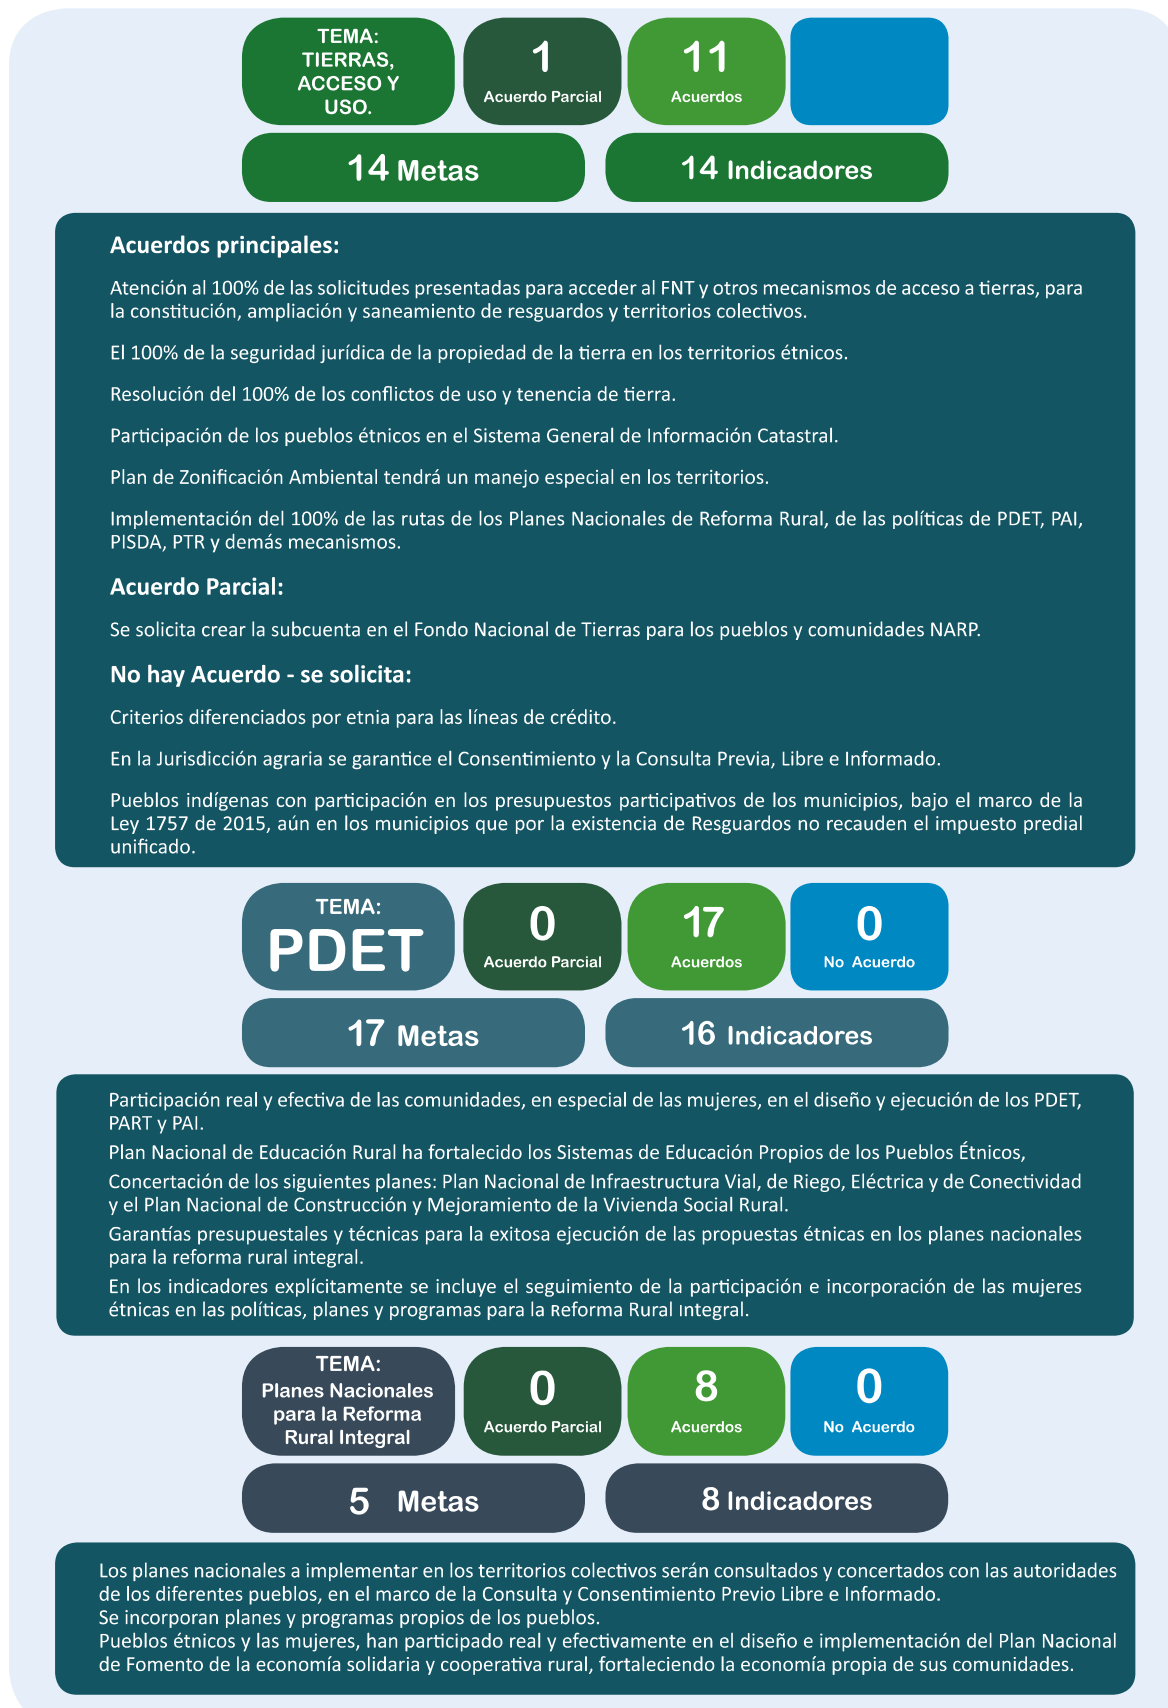 TEMA:
TIERRAS,
ACCESO Y
USO.
1
Acuerdo Parcial
11
Acuerdos
14 Metas
14 Indicadores
Acuerdos principales:
Atención al 100% de las solicitudes presentadas para acceder al FNT y otros mecanismos de acceso a tierras, para
la constitución, ampliación y saneamiento de resguardos y territorios colectivos.
El 100% de la seguridad jurídica de la propiedad de la tierra en los territorios étnicos.
Resolución del 100% de los conflictos de uso y tenencia de tierra.
Participación de los pueblos étnicos en el Sistema General de Información Catastral.
Plan de Zonificación Ambiental tendrá un manejo especial en los territorios.
Implementación del 100% de las rutas de los Planes Nacionales de Reforma Rural, de las políticas de PDET, PAI,
PISDA, PTR y demás mecanismos.
Acuerdo Parcial:
Se solicita crear la subcuenta en el Fondo Nacional de Tierras para los pueblos y comunidades NARP.
No hay Acuerdo - se solicita:
Criterios diferenciados por etnia para las líneas de crédito.
En la Jurisdicción agraria se garantice el Consentimiento y la Consulta Previa, Libre e Informado.
Pueblos indígenas con participación en los presupuestos participativos de los municipios, bajo el marco de la
Ley 1757 de 2015, aún en los municipios que por la existencia de Resguardos no recauden el impuesto predial
unificado.
TEMA:
PDET
0
Acuerdo Parcial
17
Acuerdos
0
No Acuerdo
17 Metas
16 Indicadores
Participación real y efectiva de las comunidades, en especial de las mujeres, en el diseño y ejecución de los PDET,
PART y PAI.
Plan Nacional de Educación Rural ha fortalecido los Sistemas de Educación Propios de los Pueblos Étnicos,
Concertación de los siguientes planes: Plan Nacional de Infraestructura Vial, de Riego, Eléctrica y de Conectividad
y el Plan Nacional de Construcción y Mejoramiento de la Vivienda Social Rural.
Garantías presupuestales y técnicas para la exitosa ejecución de las propuestas étnicas en los planes nacionales
para la reforma rural integral.
En los indicadores explícitamente se incluye el seguimiento de la participación e incorporación de las mujeres
étnicas en las políticas, planes y programas para la Reforma Rural Integral.
TEMA:
Planes Nacionales
para la Reforma
Rural Integral
0
Acuerdo Parcial
8
Acuerdos
0
No Acuerdo
5 Metas
8 Indicadores
Los planes nacionales a implementar en los territorios colectivos serán consultados y concertados con las autoridades
de los diferentes pueblos, en el marco de la Consulta y Consentimiento Previo Libre e Informado.
Se incorporan planes y programas propios de los pueblos.
Pueblos étnicos y las mujeres, han participado real y efectivamente en el diseño e implementación del Plan Nacional
de Fomento de la economía solidaria y cooperativa rural, fortaleciendo la economía propia de sus comunidades.